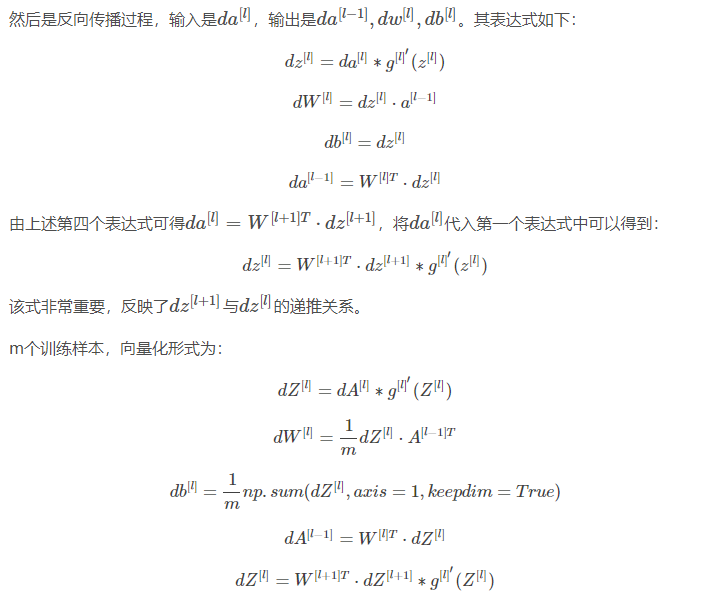 然后是反向传播过程，输入是$da^{[l]}$，输出是$da^{[l-1]},dw^{[l]},db^{[l]}$。其表达式如下：
$dz^{[l]}=da^{[l]}*g^{[l]'}(z^{[l]})$
$dW^{[l]}=dz^{[l]}\cdot a^{[l-1]}$
$db^{[l]}=dz^{[l]}$
$da^{[l-1]}=W^{[l]T}\cdot dz^{[l]}$
由上述第四个表达式可得$da^{[l]}=W^{[l+1]T}\cdot dz^{[l+1]}$，将$da^{[l]}$代入第一个表达式中可以得到：
$dz^{[l]}=W^{[l+1]T}\cdot dz^{[l+1]}*g^{[l]'}(z^{[l]})$
该式非常重要，反映了$dz^{[l+1]}$与$dz^{[l]}$的递推关系。
m个训练样本，向量化形式为：
$dZ^{[l]}=dA^{[l]}*g^{[l]'}(Z^{[l]})$
$dW^{[l]}=\frac{1}{m}dZ^{[l]}\cdot A^{[l-1]T}$
$db^{[l]}=\frac{1}{m}np.sum(dZ^{[l]},axis=1,keepdim=True)$
$dA^{[l-1]}=W^{[l]T}\cdot dZ^{[l]}$
$dZ^{[l]}=W^{[l+1]T}\cdot dZ^{[l+1]}*g^{[l]'}(Z^{[l]})$